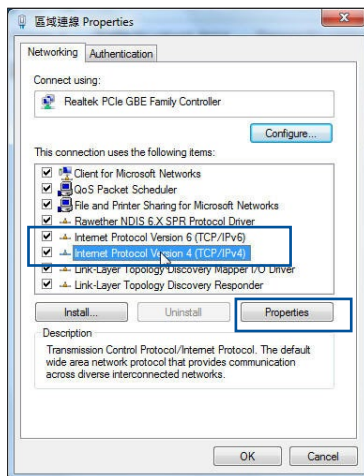 區域連線 Properties
Networking Authentication
Connect using:
Realtek PCIe GBE Family Controller
Configure...
This connection uses the following items:
Client for Microsoft Networks
QoS Packet Scheduler
File and Printer Sharing for Microsoft Networks
Rawether NDIS 6.X SPR Protocol Driver
Internet Protocol Version 6 (TCP/IPv6)
Internet Protocol Version 4 (TCP/IPv4)
Link-Layer Topology Discovery Mapper I/O Driver
Link-Layer Topology Discovery Responder
Install... Uninstall Properties
Description
Transmission Control Protocol/Internet Protocol. The default
wide area network protocol that provides communication
across diverse interconnected networks.
OK Cancel